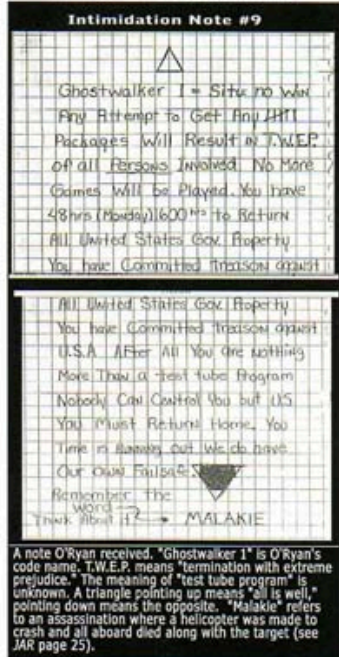 Intimidation Note #9
Ghostwalker 1 = Situ no Win
Any Attempt to Get Any
Packages Will Result IN T.W.E.P.
of all Persons Involved. No More
Games Will be Played. You have
48hrs (Monday) 1600 hrs to Return
All United States Gov. Property
You have Committed treason against
All United States Gov. Property
You have Committed treason against
U.S.A. After All You are Nothing
More Than a test tube Program
Nobody Can Control You but U.S
You Must Return Home. You
Time is Running out We do have
Our Own Failsafe.
Remember the
word
Think About it MALAKIE
A note O'Ryan received. "Ghostwalker 1" is O'Ryan's
code name. T.W.E.P. means "termination with extreme
prejudice." The meaning of "test tube program" is
unknown. A triangle pointing up means "all is well,"
pointing down means the opposite. "Malakie" refers
to an assassination where a helicopter was made to
crash and all aboard died along with the target (see
JAR page 25).